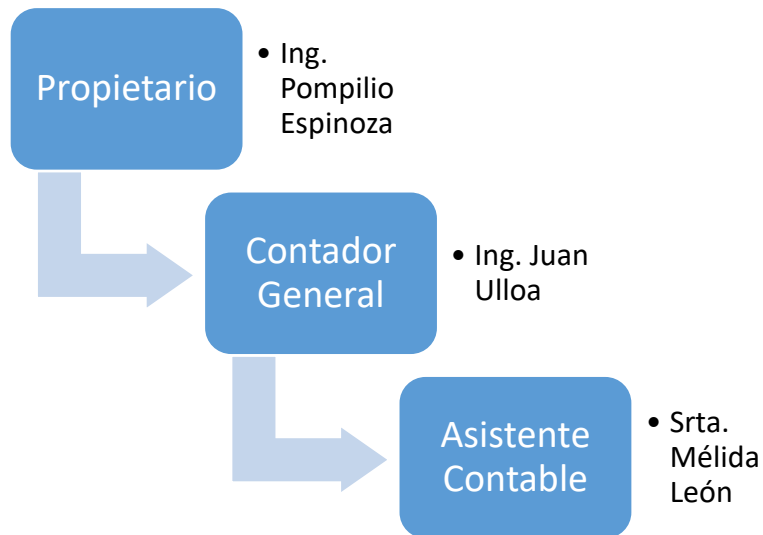 Propietario
• Ing.
Pompilio
Espinoza
Contador
General
• Ing. Juan
Ulloa
Asistente
Contable
• Srta.
Mélida
León